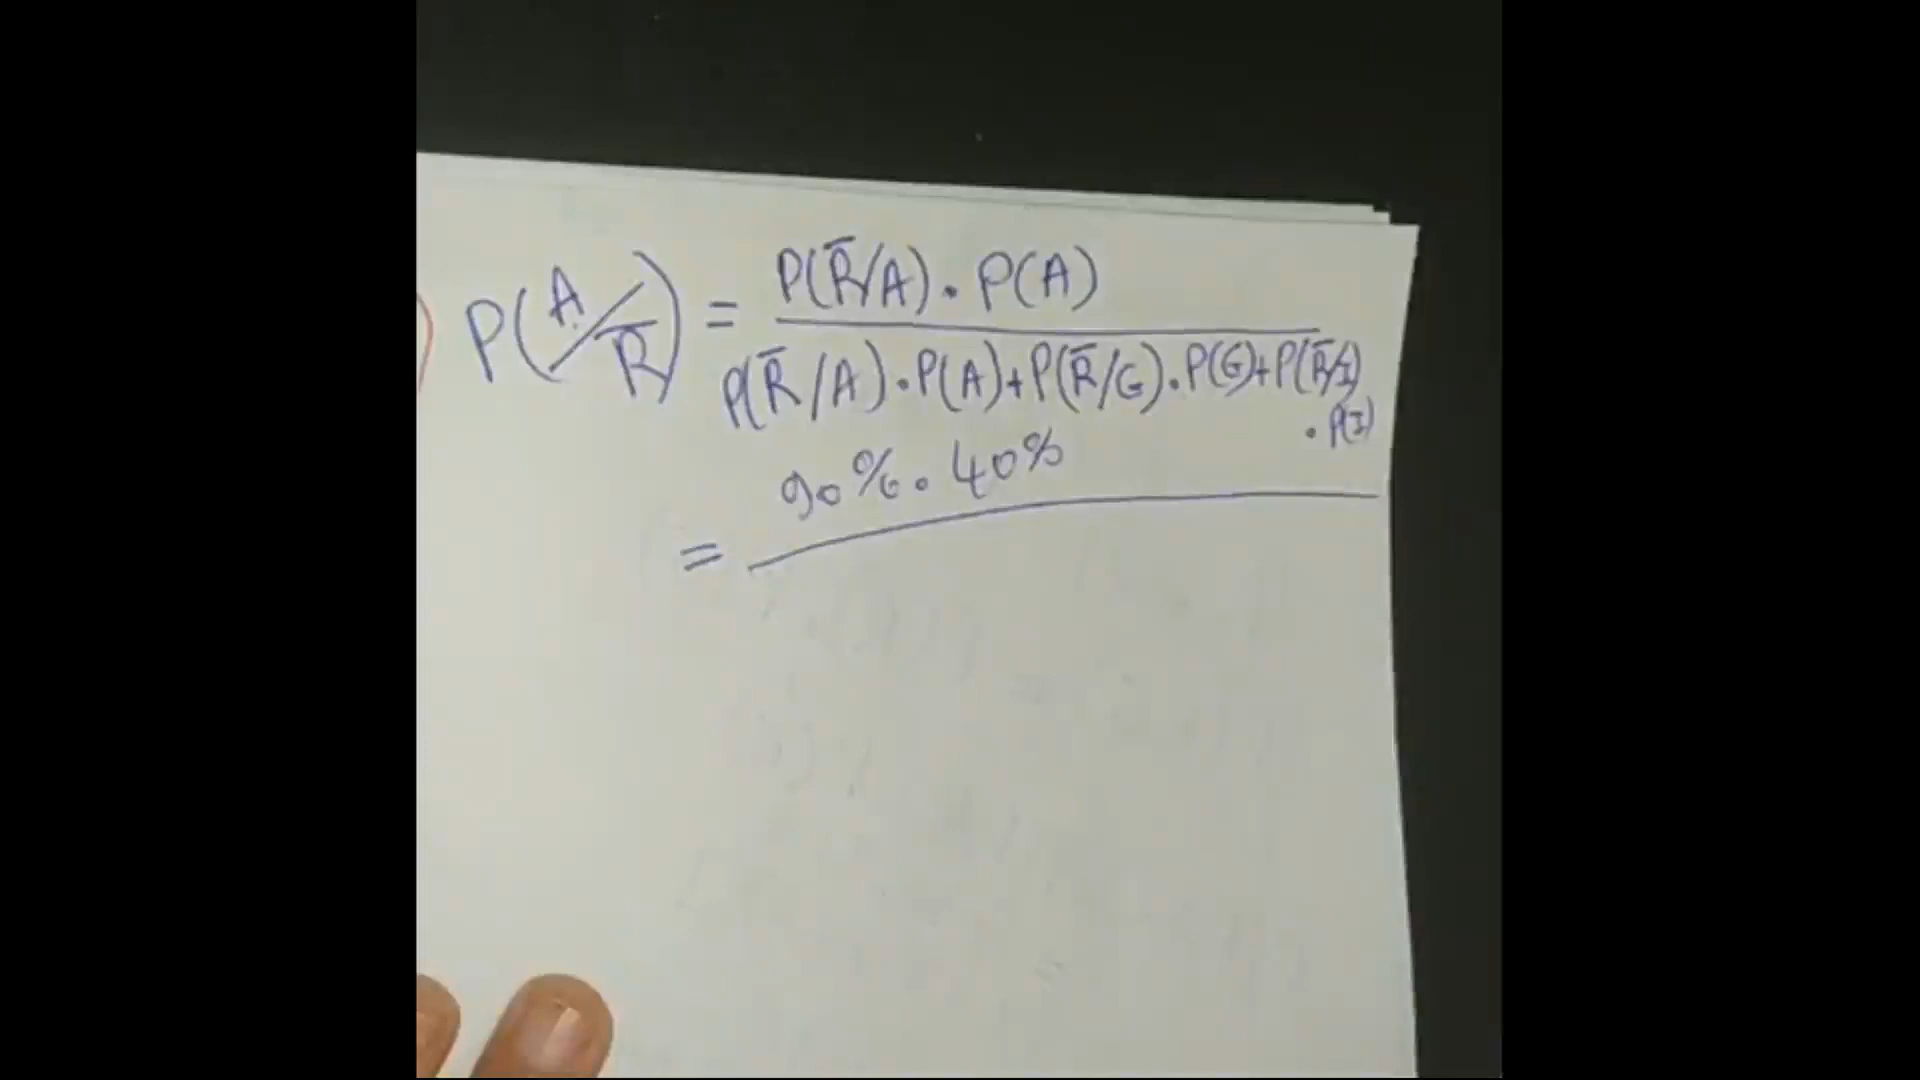 P(A/R̅) = P(R̅/A) . P(A)
P(R̅/A) . P(A) + P(R̅/G) . P(G) + P(R̅/I)
. P(I)
= 90% . 40%